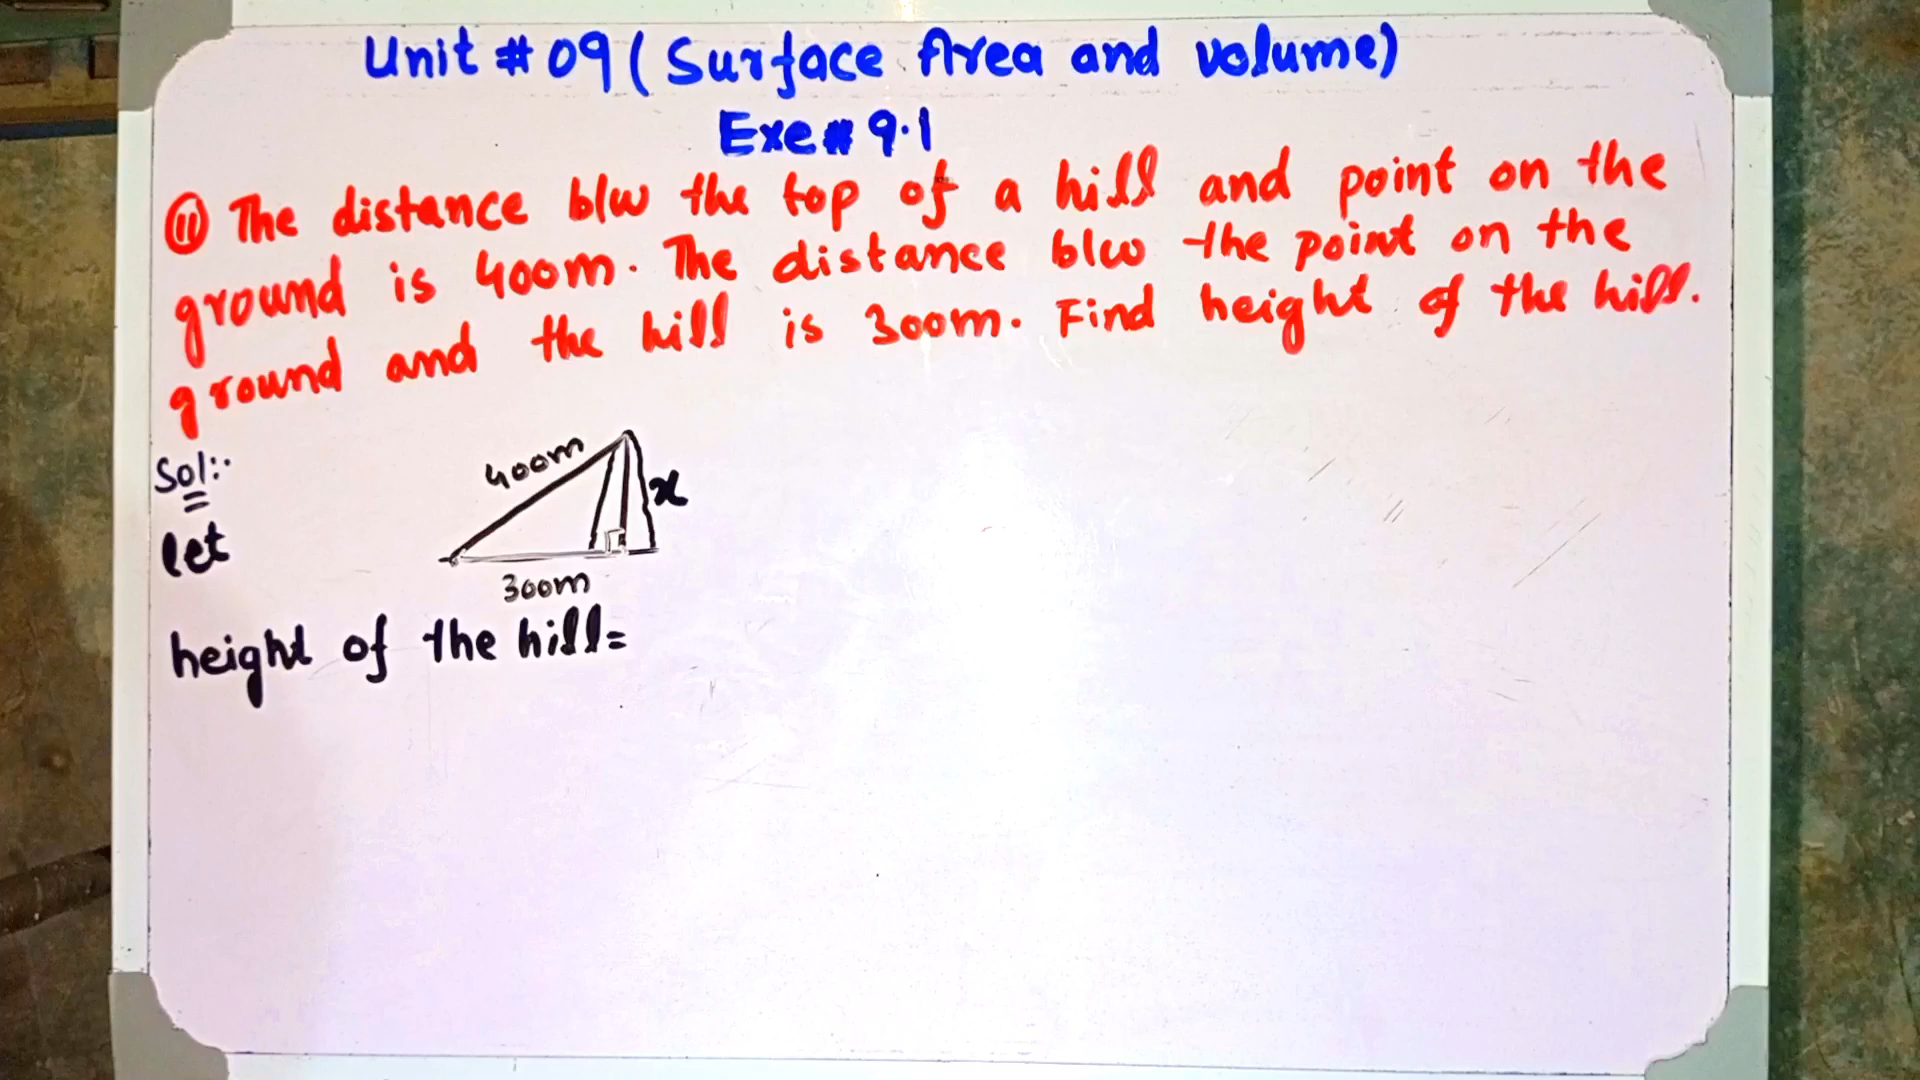 Unit # 09 (Surface Area and volume)
Exe # 9.1
⑪ The distance b/w the top of a hill and point on the
ground is 400m. The distance b/w the point on the
ground and the hill is 300m. Find height of the hill.
Sol:·
400m
x
let
300m
height of the hill=